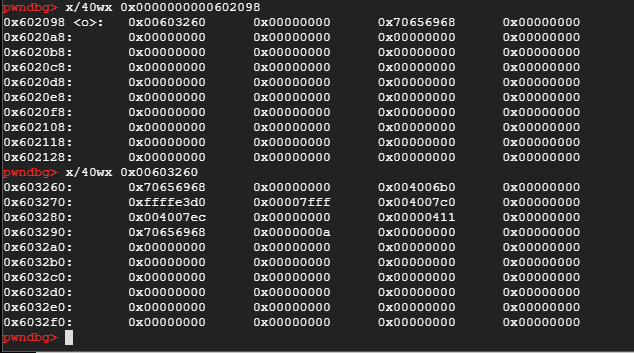 pwndbg> x/40wx 0x0000000000602098
0x602098 <o>: 0x00603260 0x00000000 0x70656968 0x00000000
0x6020a8: 0x00000000 0x00000000 0x00000000 0x00000000
0x6020b8: 0x00000000 0x00000000 0x00000000 0x00000000
0x6020c8: 0x00000000 0x00000000 0x00000000 0x00000000
0x6020d8: 0x00000000 0x00000000 0x00000000 0x00000000
0x6020e8: 0x00000000 0x00000000 0x00000000 0x00000000
0x6020f8: 0x00000000 0x00000000 0x00000000 0x00000000
0x602108: 0x00000000 0x00000000 0x00000000 0x00000000
0x602118: 0x00000000 0x00000000 0x00000000 0x00000000
0x602128: 0x00000000 0x00000000 0x00000000 0x00000000
pwndbg> x/40wx 0x00603260
0x603260: 0x70656968 0x00000000 0x004006b0 0x00000000
0x603270: 0xffffe3d0 0x00007fff 0x004007c0 0x00000000
0x603280: 0x004007ec 0x00000000 0x00000411 0x00000000
0x603290: 0x70656968 0x0000000a 0x00000000 0x00000000
0x6032a0: 0x00000000 0x00000000 0x00000000 0x00000000
0x6032b0: 0x00000000 0x00000000 0x00000000 0x00000000
0x6032c0: 0x00000000 0x00000000 0x00000000 0x00000000
0x6032d0: 0x00000000 0x00000000 0x00000000 0x00000000
0x6032e0: 0x00000000 0x00000000 0x00000000 0x00000000
0x6032f0: 0x00000000 0x00000000 0x00000000 0x00000000
pwndbg>